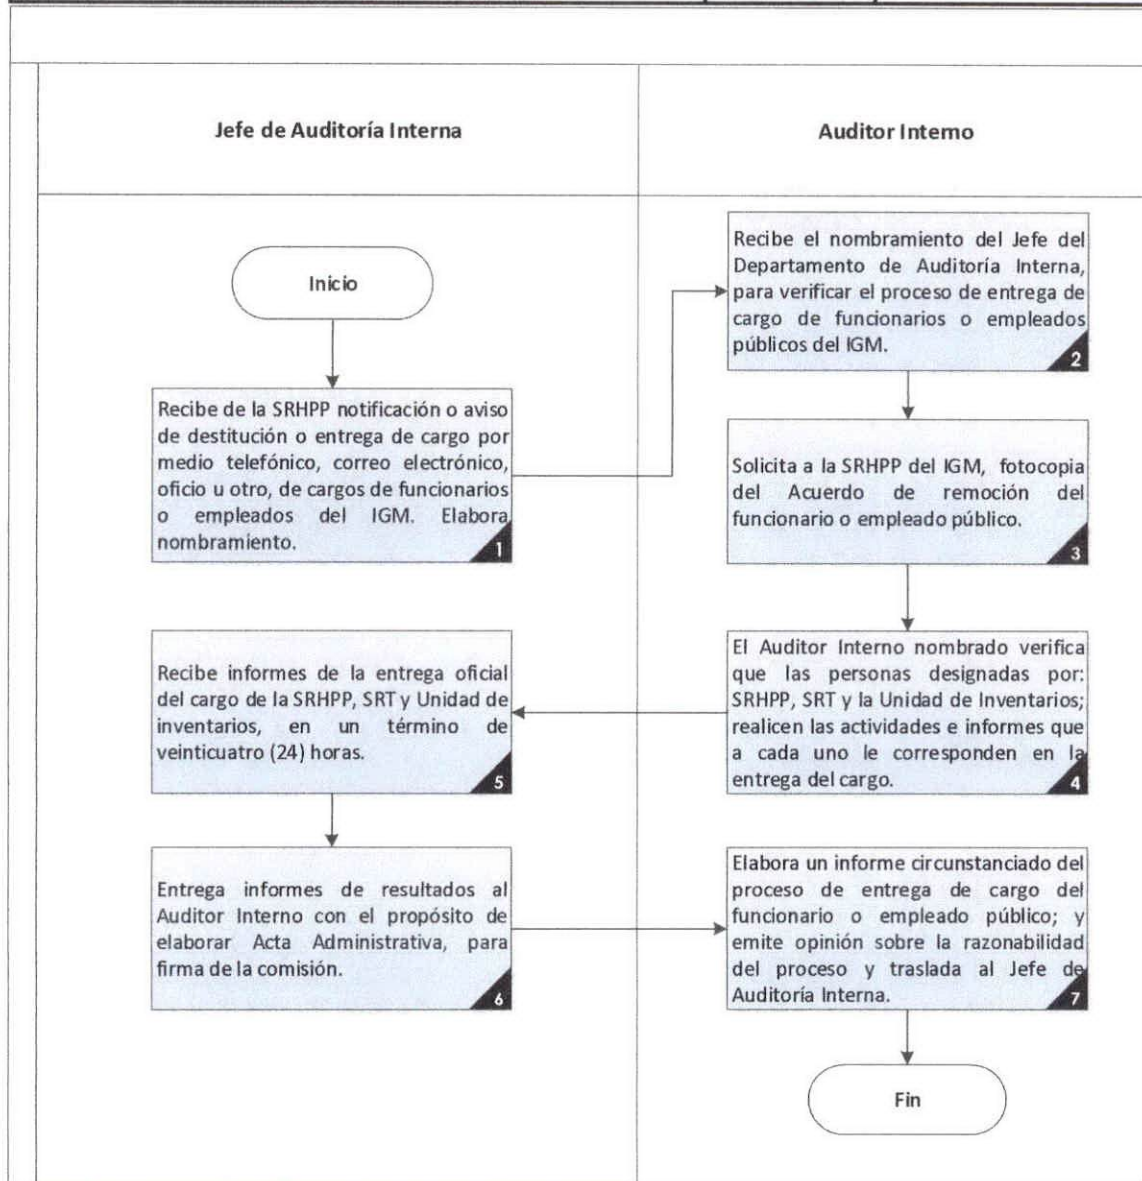 Jefe de Auditoría Interna
Auditor Interno
Inicio
Recibe de la SRHPP notificación o aviso
de destitución o entrega de cargo por
medio telefónico, correo electrónico,
oficio u otro, de cargos de funcionarios
o empleados del IGM. Elabora
nombramiento.
1
Recibe el nombramiento del Jefe del
Departamento de Auditoría Interna,
para verificar el proceso de entrega de
cargo de funcionarios o empleados
públicos del IGM.
2
Solicita a la SRHPP del IGM, fotocopia
del Acuerdo de remoción del
funcionario o empleado público.
3
El Auditor Interno nombrado verifica
que las personas designadas por:
SRHPP, SRT y la Unidad de Inventarios;
realicen las actividades e informes que
a cada uno le corresponden en la
entrega del cargo.
4
Recibe informes de la entrega oficial
del cargo de la SRHPP, SRT y Unidad de
inventarios, en un término de
veinticuatro (24) horas.
5
Entrega informes de resultados al
Auditor Interno con el propósito de
elaborar Acta Administrativa, para
firma de la comisión.
6
Elabora un informe circunstanciado del
proceso de entrega de cargo del
funcionario o empleado público; y
emite opinión sobre la razonabilidad
del proceso y traslada al Jefe de
Auditoría Interna.
7
Fin